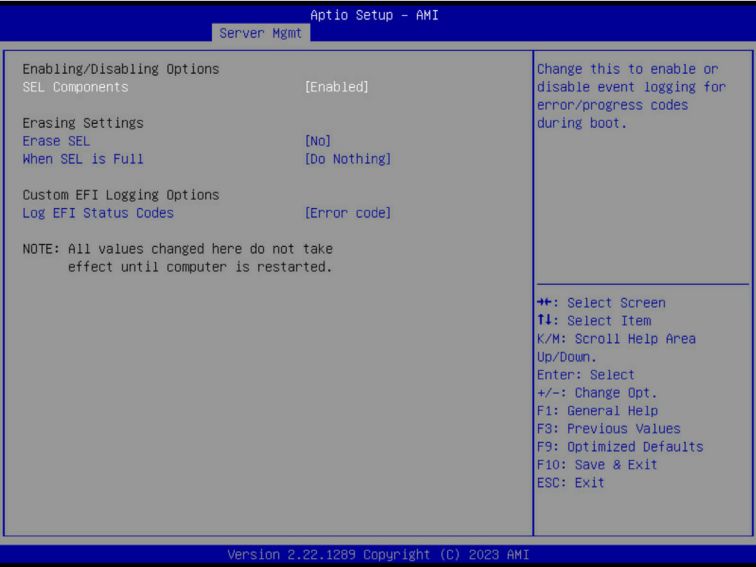 Aptio Setup - AMI
Server Mgmt
Enabling/Disabling Options
SEL Components [Enabled]
Erasing Settings
Erase SEL [No]
When SEL is Full [Do Nothing]
Custom EFI Logging Options
Log EFI Status Codes [Error code]
NOTE: All values changed here do not take
effect until computer is restarted.
Change this to enable or
disable event logging for
error/progress codes
during boot.
→←: Select Screen
↑↓: Select Item
K/M: Scroll Help Area
Up/Down.
Enter: Select
+/-: Change Opt.
F1: General Help
F3: Previous Values
F9: Optimized Defaults
F10: Save & Exit
ESC: Exit
Version 2.22.1289 Copyright (C) 2023 AMI